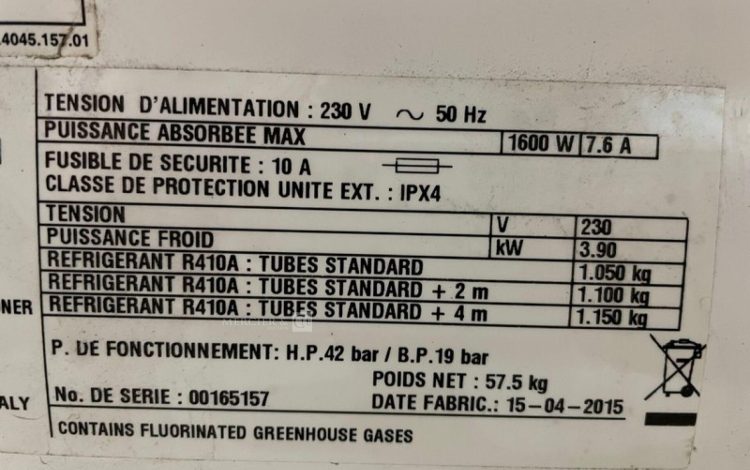 .4045.157.01
TENSION D'ALIMENTATION : 230 V ~ 50 Hz
PUISSANCE ABSORBEE MAX 1600 W 7.6 A
FUSIBLE DE SECURITE : 10 A
CLASSE DE PROTECTION UNITE EXT. : IPX4
TENSION V 230
PUISSANCE FROID kW 3.90
REFRIGERANT R410A : TUBES STANDARD 1.050 kg
REFRIGERANT R410A : TUBES STANDARD + 2 m 1.100 kg
REFRIGERANT R410A : TUBES STANDARD + 4 m 1.150 kg
ONER
P. DE FONCTIONNEMENT: H.P.42 bar / B.P.19 bar
POIDS NET : 57.5 kg
ALY
No. DE SERIE : 00165157 DATE FABRIC.: 15-04-2015
CONTAINS FLUORINATED GREENHOUSE GASES